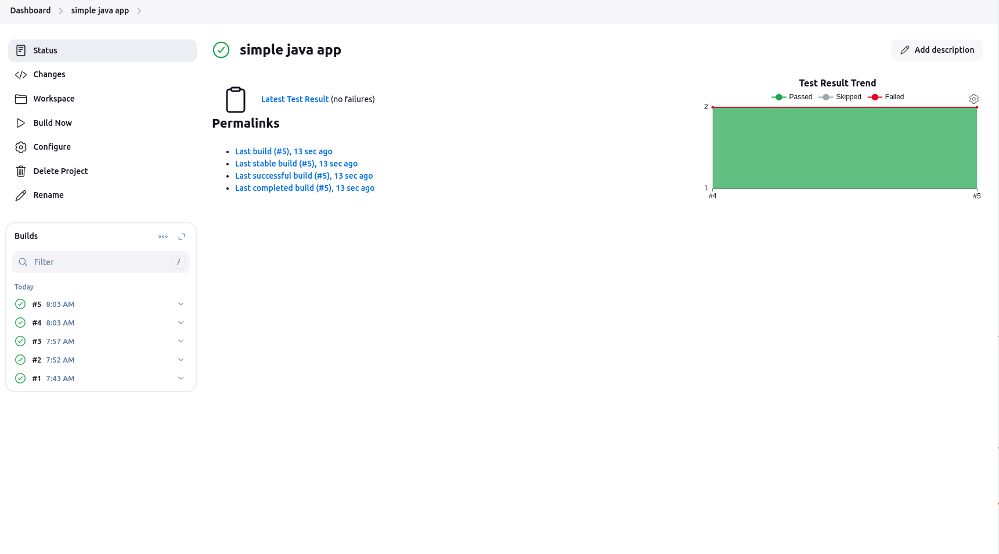 Dashboard simple java app
Status
Changes
Workspace
Build Now
Configure
Delete Project
Rename
Builds
Filter /
Today
#5 8:03 AM
#4 8:03 AM
#3 7:57 AM
#2 7:52 AM
#1 7:43 AM
simple java app
Add description
Latest Test Result (no failures)
Permalinks
Last build (#5), 13 sec ago
Last stable build (#5), 13 sec ago
Last successful build (#5), 13 sec ago
Last completed build (#5), 13 sec ago
Test Result Trend
Passed Skipped Failed
2
1
#4 #5